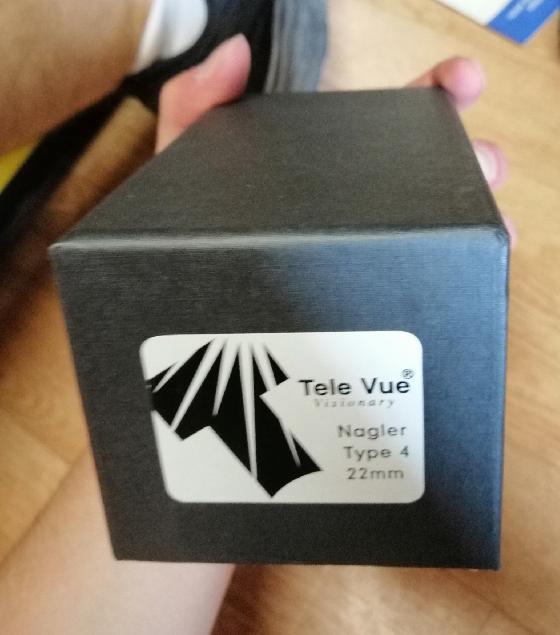 Tele Vue®
Visionary
Nagler
Type 4
22mm